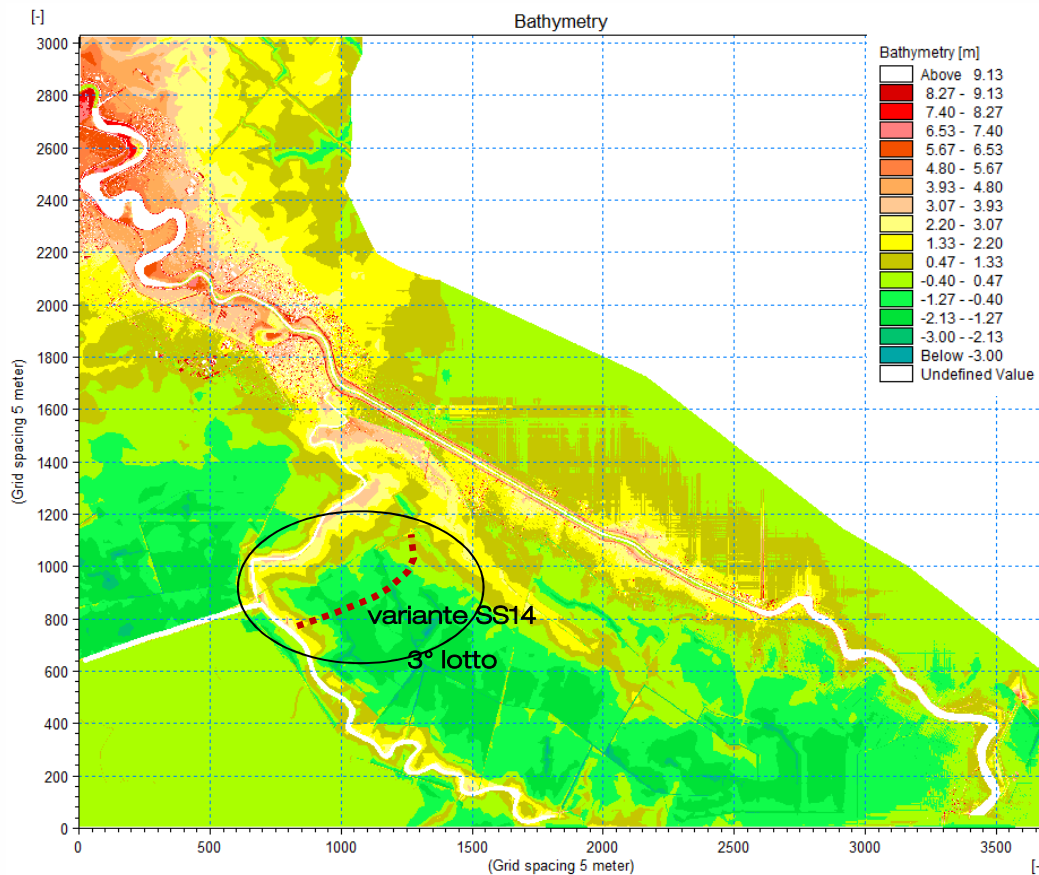 [-]
Bathymetry
3000
2800
2600
2400
2200
2000
1800
1600
1400
1200
1000
800
600
400
200
0
(Grid spacing 5 meter)
0 500 1000 1500 2000 2500 3000 3500
(Grid spacing 5 meter)
[-
variante SS14
3° lotto
Bathymetry [m]
Above 9.13
8.27 - 9.13
7.40 - 8.27
6.53 - 7.40
5.67 - 6.53
4.80 - 5.67
3.93 - 4.80
3.07 - 3.93
2.20 - 3.07
1.33 - 2.20
0.47 - 1.33
-0.40 - 0.47
-1.27 - -0.40
-2.13 - -1.27
-3.00 - -2.13
Below -3.00
Undefined Value